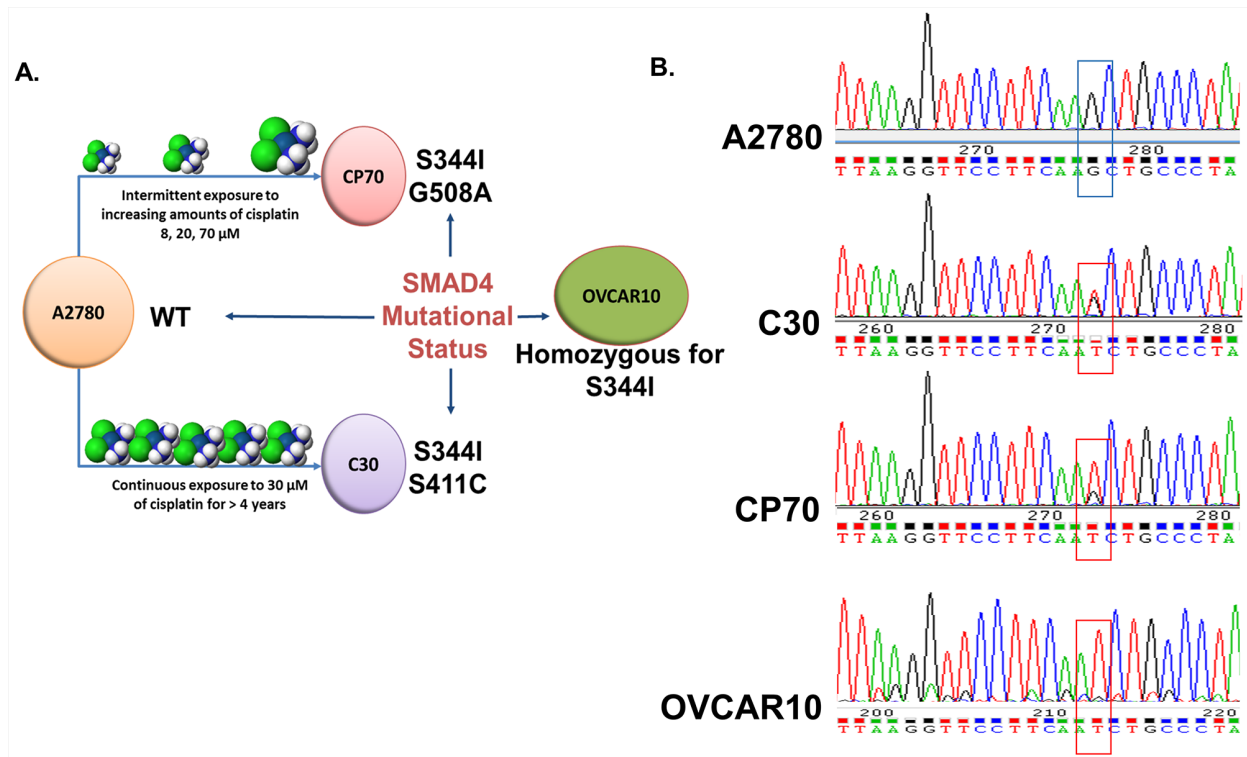 A.
CP70
S344I
G508A
Intermittent exposure to
increasing amounts of cisplatin
8, 20, 70 µM
A2780
WT
SMAD4
Mutational
Status
OVCAR10
Homozygous for
S344I
C30
S344I
S411C
Continuous exposure to 30 µM
of cisplatin for > 4 years
B.
A2780
270 280
TTAAGGTTCCTTCAAGCTGCCCTA
C30
260 270 280
TTAAGGTTCCTTCAATCTGCCCTA
CP70
260 270 280
TTAAGGTTCCTTCAATCTGCCCTA
OVCAR10
200 210 220
TTAAGGTTCCTTCAATCTGCCCTA